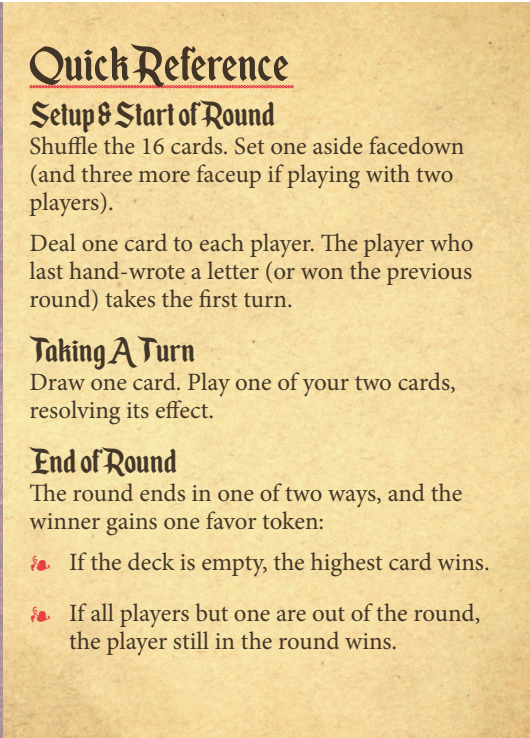 Quick Reference
Setup & Start of Round
Shuffle the 16 cards. Set one aside facedown
(and three more faceup if playing with two
players).
Deal one card to each player. The player who
last hand-wrote a letter (or won the previous
round) takes the first turn.
Taking A Turn
Draw one card. Play one of your two cards,
resolving its effect.
End of Round
The round ends in one of two ways, and the
winner gains one favor token:
If the deck is empty, the highest card wins.
If all players but one are out of the round,
the player still in the round wins.